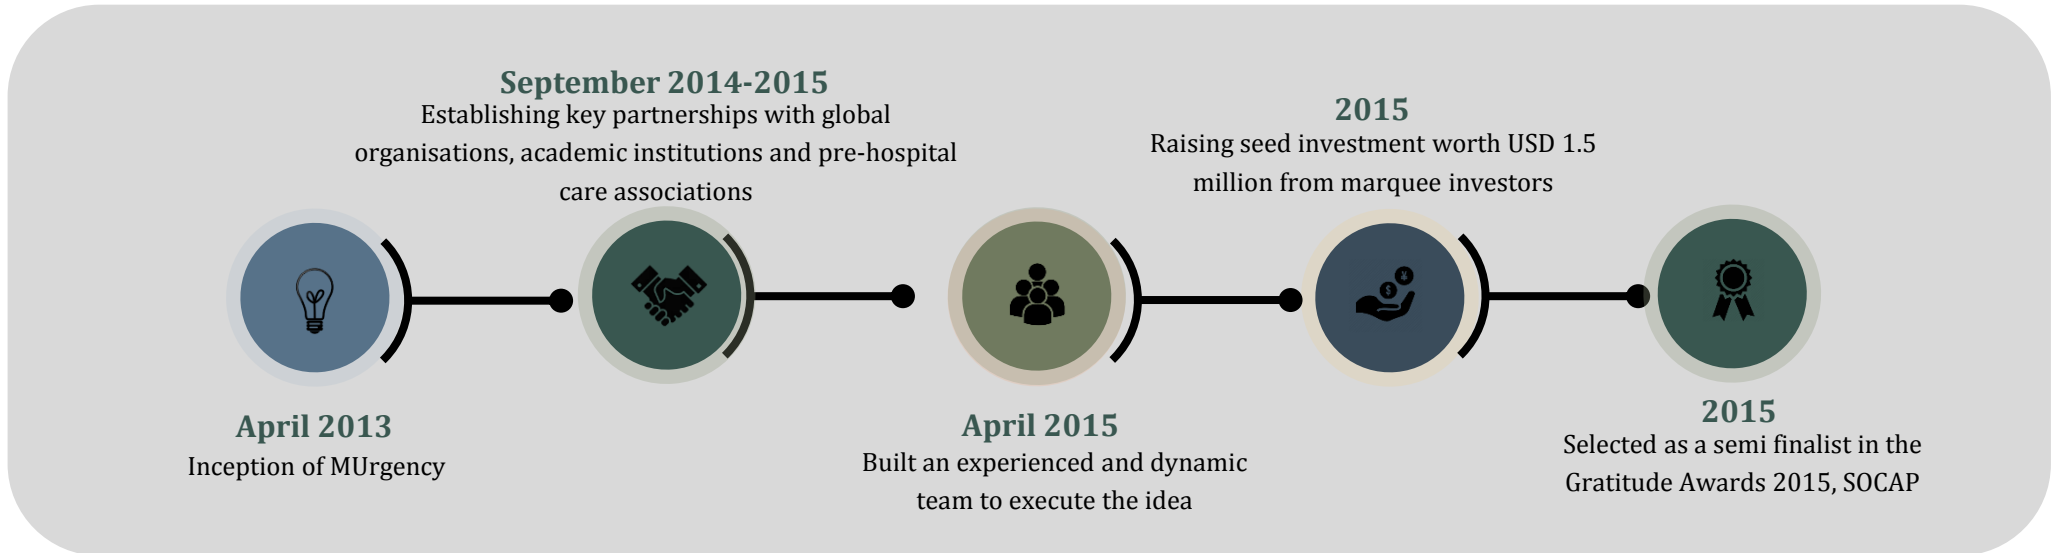 April 2013
Inception of MUrgency
September 2014-2015
Establishing key partnerships with global
organisations, academic institutions and pre-hospital
care associations
April 2015
Built an experienced and dynamic
team to execute the idea
2015
Raising seed investment worth USD 1.5
million from marquee investors
2015
Selected as a semi finalist in the
Gratitude Awards 2015, SOCAP